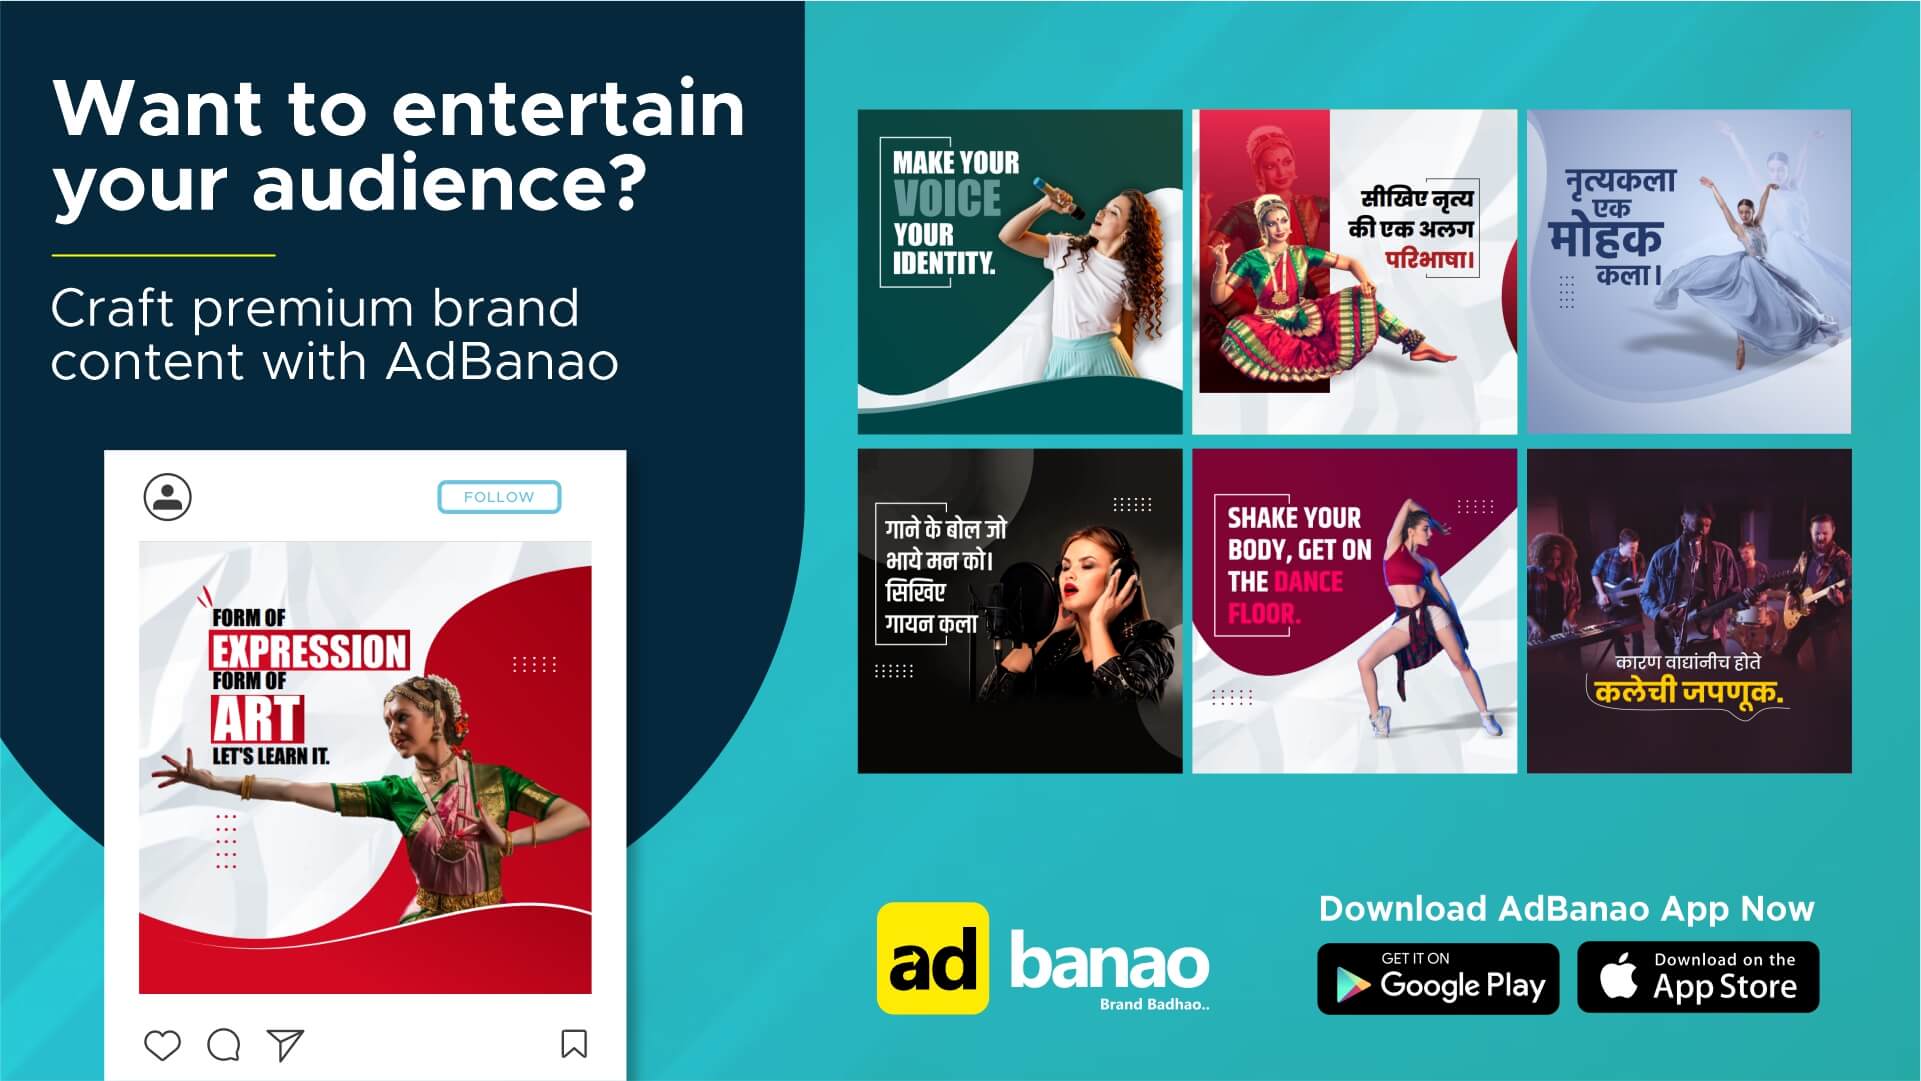 Want to entertain
your audience?
Craft premium brand
content with AdBanao
FOLLOW
FORM OF
EXPRESSION
FORM OF
ART
LET'S LEARN IT.
MAKE YOUR
VOICE
YOUR
IDENTITY.
सीखिए नृत्य
की एक अलग
परिभाषा।
नृत्यकला
एक
मोहक
कला।
गाने के बोल जो
भाये मन को।
सिखिए
गायन कला
SHAKE YOUR
BODY, GET ON
THE DANCE
FLOOR.
कारण वाद्यांनीच होते
कलेची जपणूक.
ad banao
Brand Badhao..
Download AdBanao App Now
GET IT ON
Google Play
Download on the
App Store